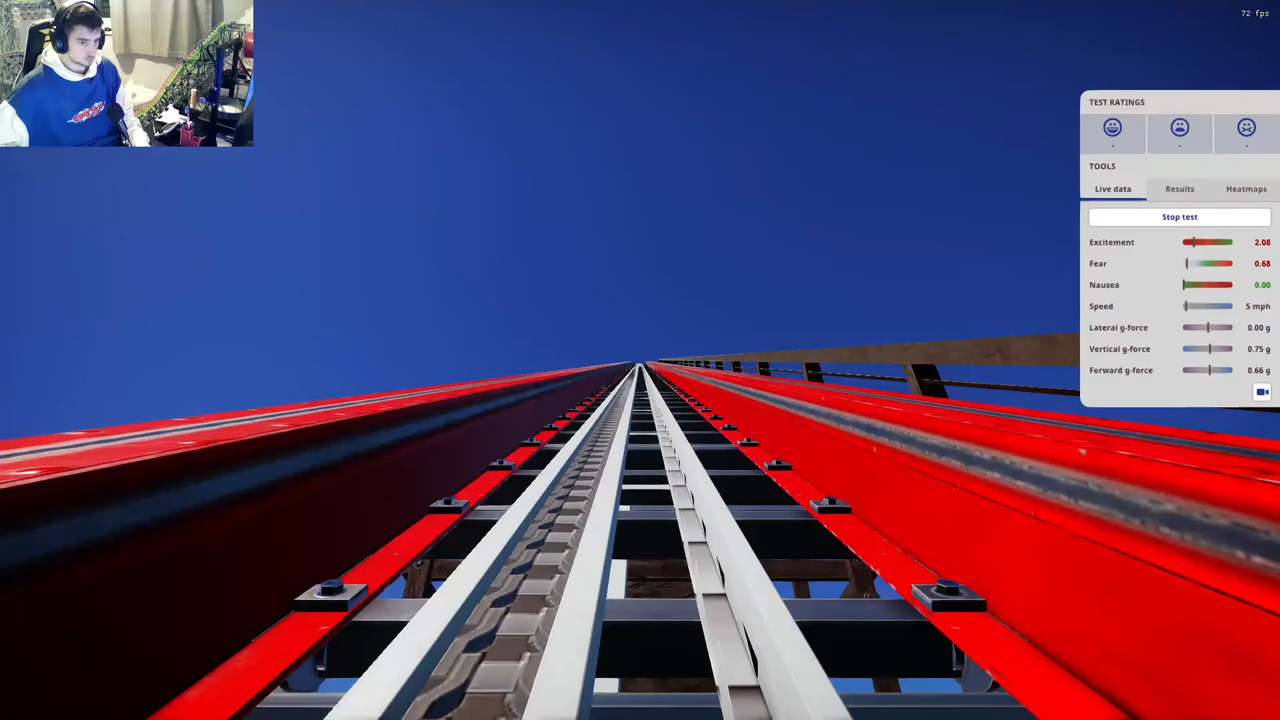 72 fps
TEST RATINGS
- - -
TOOLS
Live data Results Heatmaps
Stop test
Excitement 2.08
Fear 0.68
Nausea 0.00
Speed 5 mph
Lateral g-force 0.00 g
Vertical g-force 0.75 g
Forward g-force 0.66 g